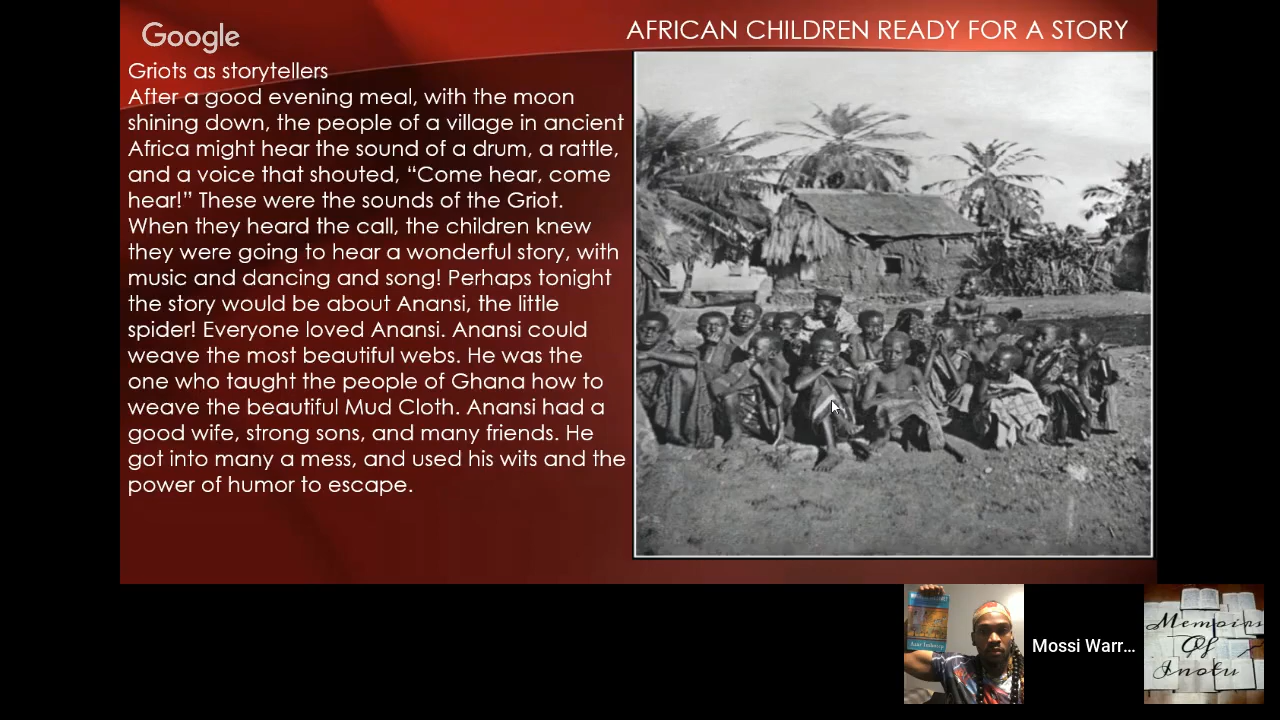 Google
AFRICAN CHILDREN READY FOR A STORY
Griots as storytellers
After a good evening meal, with the moon
shining down, the people of a village in ancient
Africa might hear the sound of a drum, a rattle,
and a voice that shouted, “Come hear, come
hear!” These were the sounds of the Griot.
When they heard the call, the children knew
they were going to hear a wonderful story, with
music and dancing and song! Perhaps tonight
the story would be about Anansi, the little
spider! Everyone loved Anansi. Anansi could
weave the most beautiful webs. He was the
one who taught the people of Ghana how to
weave the beautiful Mud Cloth. Anansi had a
good wife, strong sons, and many friends. He
got into many a mess, and used his wits and the
power of humor to escape.
Mossi Warr...
Memoirs
Of